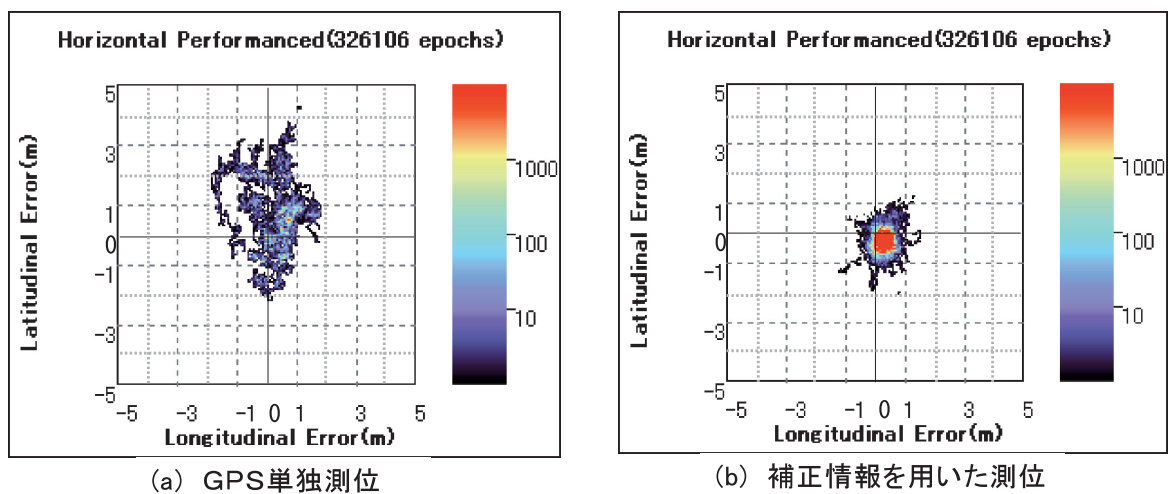 Horizontal Performanced(326106 epochs)
Latitudinal Error(m)
5
3
1
0
-1
-3
-5
-5 -3 -1 0 1 3 5
Longitudinal Error(m)
1000
100
10
(a) GPS単独測位
Horizontal Performanced(326106 epochs)
Latitudinal Error(m)
5
3
1
0
-1
-3
-5
-5 -3 -1 0 1 3 5
Longitudinal Error(m)
1000
100
10
(b) 補正情報を用いた測位